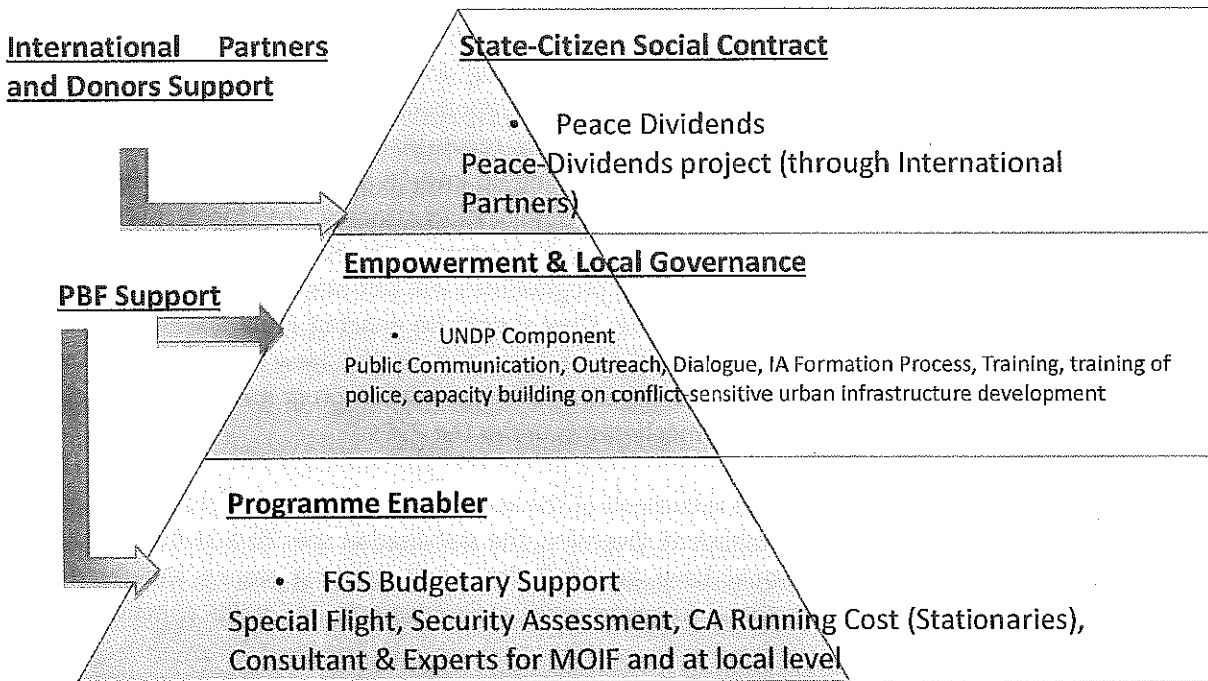 International Partners
and Donors Support
State-Citizen Social Contract
• Peace Dividends
Peace-Dividends project (through International
Partners)
Empowerment & Local Governance
PBF Support
• UNDP Component
Public Communication, Outreach, Dialogue, IA Formation Process, Training, training of
police, capacity building on conflict-sensitive urban infrastructure development
Programme Enabler
• FGS Budgetary Support
Special Flight, Security Assessment, CA Running Cost (Stationaries),
Consultant & Experts for MOIF and at local level